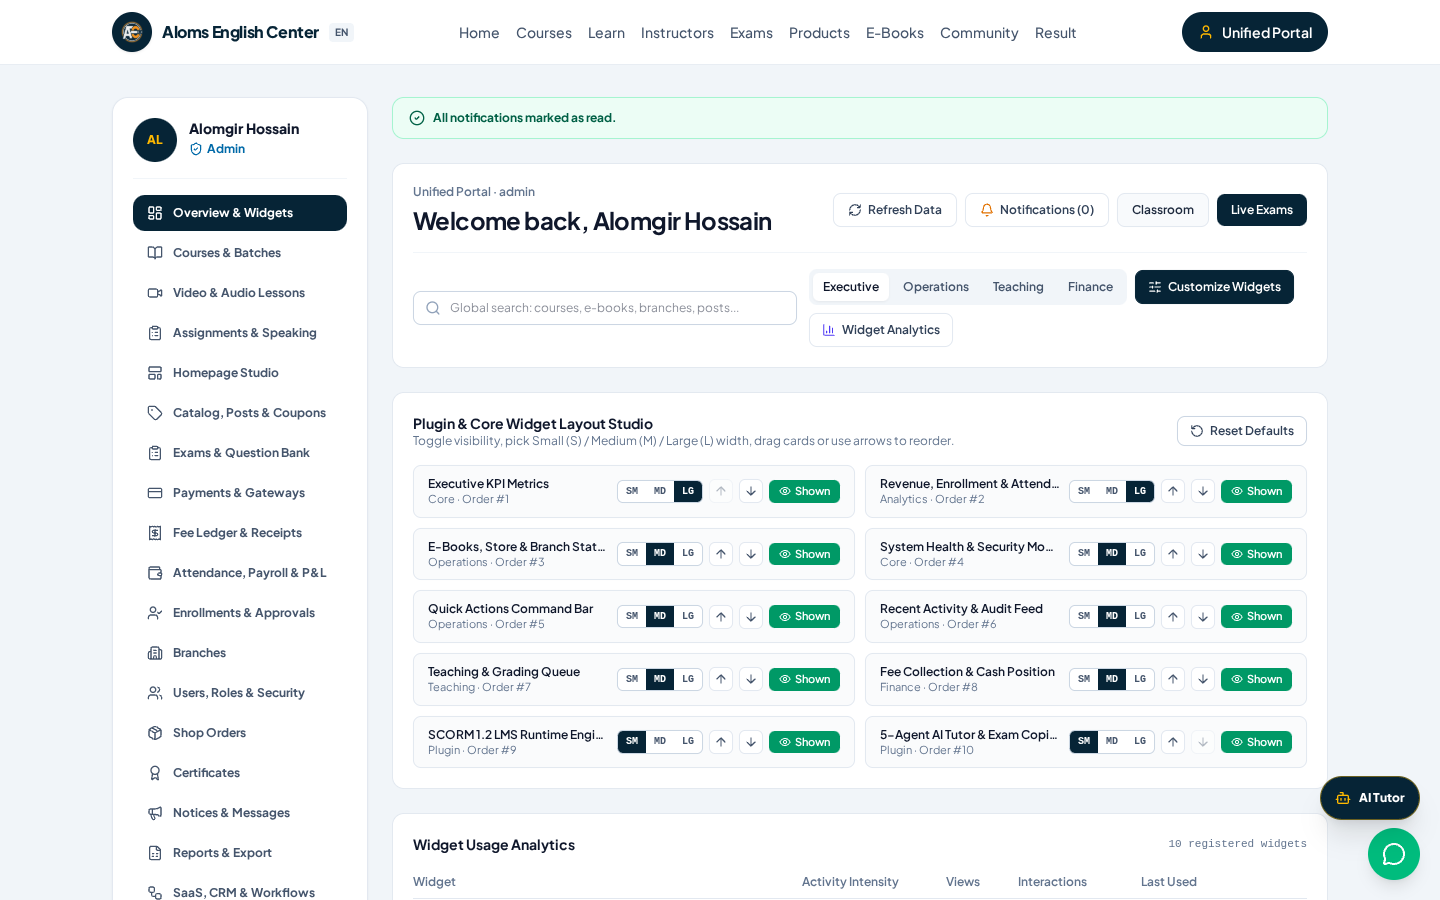 Aloms English Center EN
Home Courses Learn Instructors Exams Products E-Books Community Result
Unified Portal
AL
Alomgir Hossain
Admin
Overview & Widgets
Courses & Batches
Video & Audio Lessons
Assignments & Speaking
Homepage Studio
Catalog, Posts & Coupons
Exams & Question Bank
Payments & Gateways
Fee Ledger & Receipts
Attendance, Payroll & P&L
Enrollments & Approvals
Branches
Users, Roles & Security
Shop Orders
Certificates
Notices & Messages
Reports & Export
SaaS, CRM & Workflows
All notifications marked as read.
Unified Portal · admin
Welcome back, Alomgir Hossain
Refresh Data
Notifications (0)
Classroom
Live Exams
Global search: courses, e-books, branches, posts...
Executive Operations Teaching Finance
Customize Widgets
Widget Analytics
Plugin & Core Widget Layout Studio
Toggle visibility, pick Small (S) / Medium (M) / Large (L) width, drag cards or use arrows to reorder.
Reset Defaults
Executive KPI Metrics
Core · Order #1
SM MD LG Shown
Revenue, Enrollment & Attend...
Analytics · Order #2
SM MD LG Shown
E-Books, Store & Branch Stat...
Operations · Order #3
SM MD LG Shown
System Health & Security Mo...
Core · Order #4
SM MD LG Shown
Quick Actions Command Bar
Operations · Order #5
SM MD LG Shown
Recent Activity & Audit Feed
Operations · Order #6
SM MD LG Shown
Teaching & Grading Queue
Teaching · Order #7
SM MD LG Shown
Fee Collection & Cash Position
Finance · Order #8
SM MD LG Shown
SCORM 1.2 LMS Runtime Engi...
Plugin · Order #9
SM MD LG Shown
5-Agent AI Tutor & Exam Copi...
Plugin · Order #10
SM MD LG Shown
Widget Usage Analytics
10 registered widgets
Widget Activity Intensity Views Interactions Last Used
AI Tutor